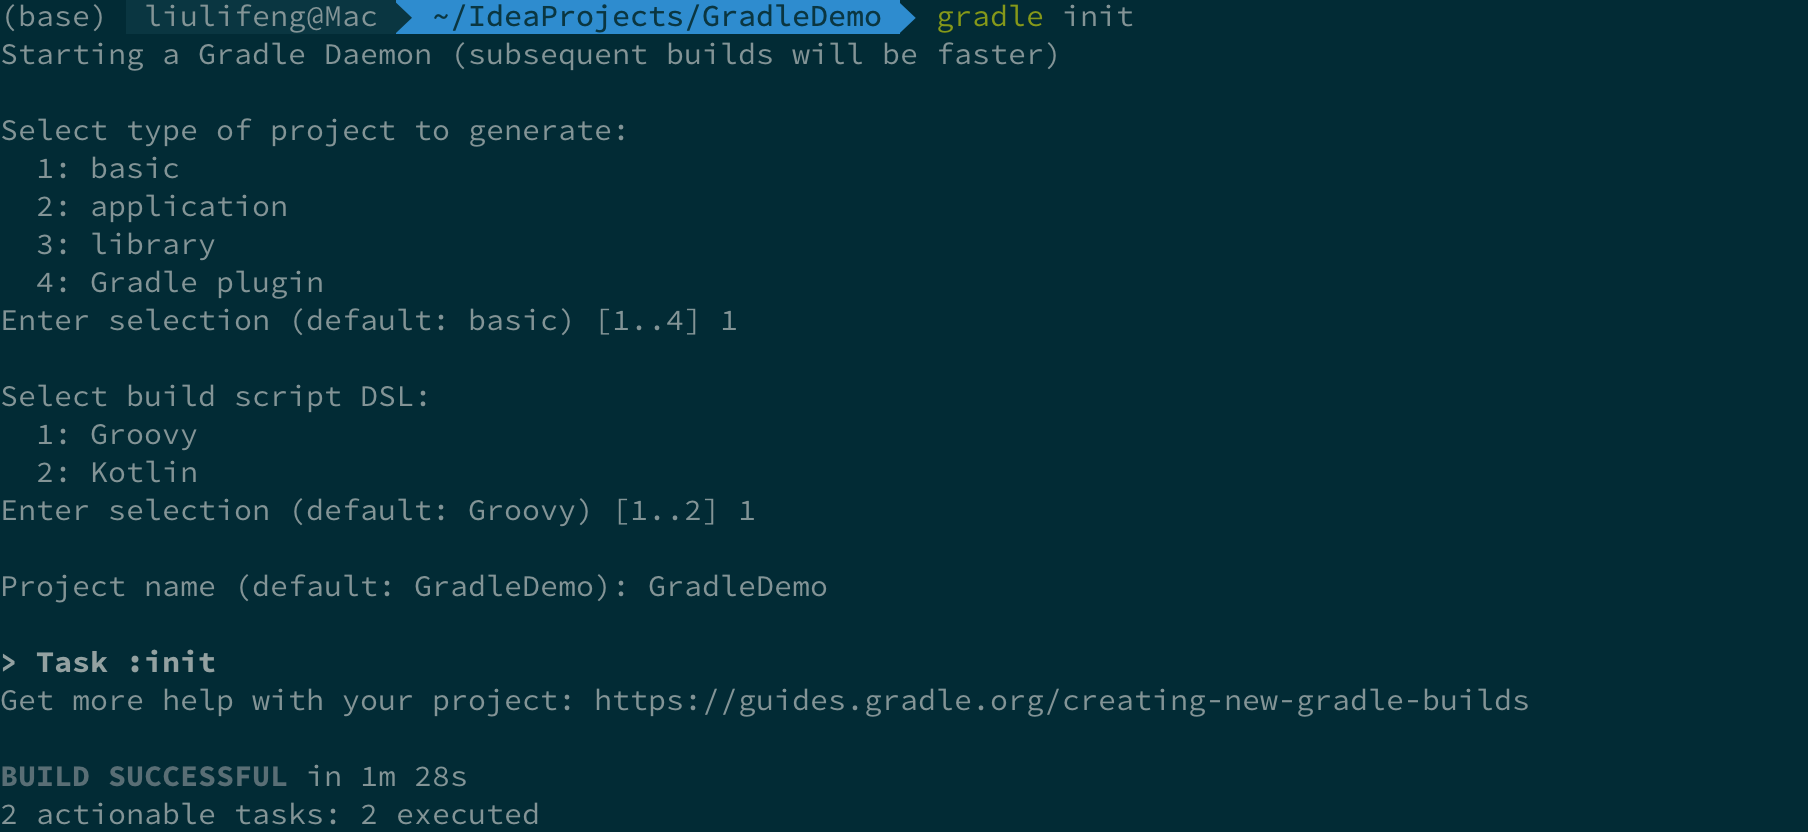 (base) liulifeng@Mac ~/IdeaProjects/GradleDemo gradle init
Starting a Gradle Daemon (subsequent builds will be faster)
Select type of project to generate:
1: basic
2: application
3: library
4: Gradle plugin
Enter selection (default: basic) [1..4] 1
Select build script DSL:
1: Groovy
2: Kotlin
Enter selection (default: Groovy) [1..2] 1
Project name (default: GradleDemo): GradleDemo
> Task :init
Get more help with your project: https://guides.gradle.org/creating-new-gradle-builds
BUILD SUCCESSFUL in 1m 28s
2 actionable tasks: 2 executed